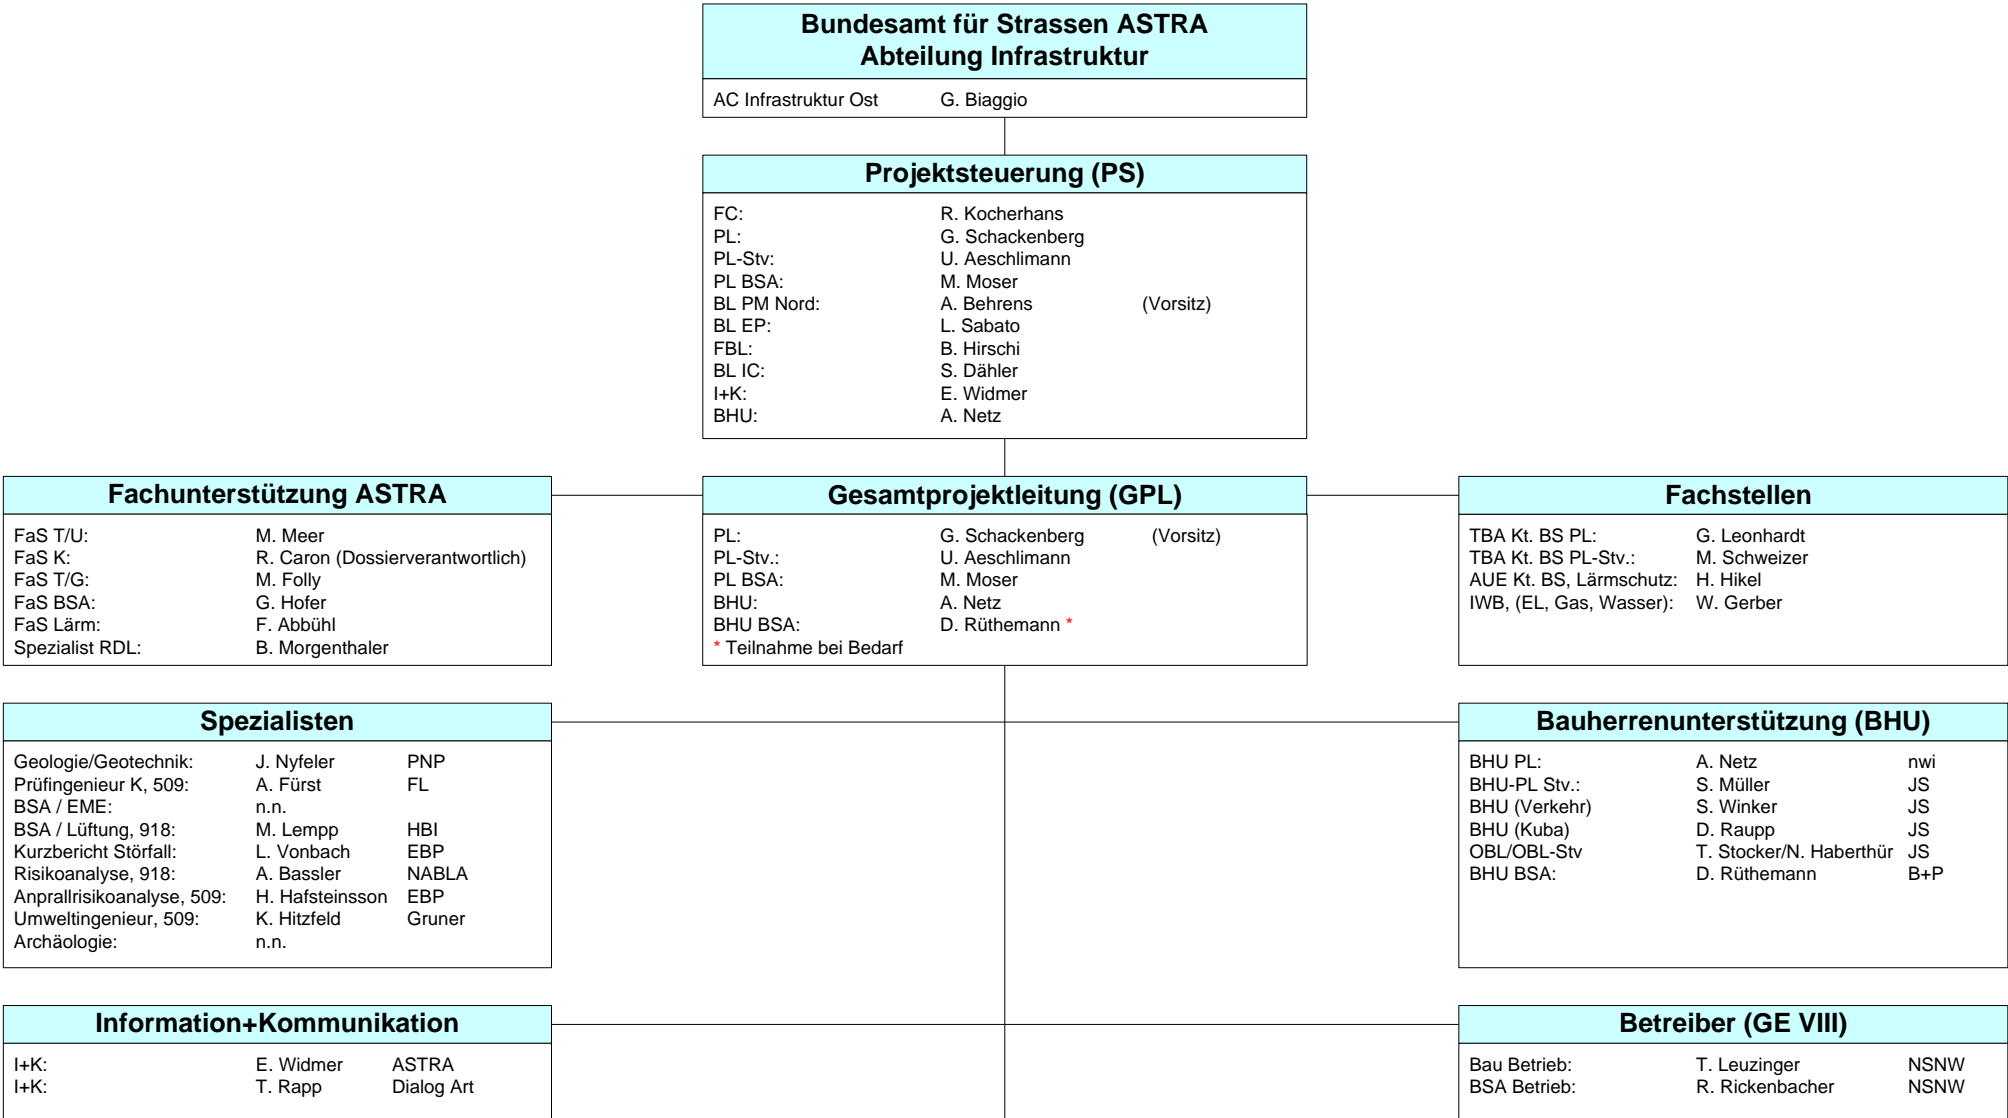 Bundesamt für Strassen ASTRA
Abteilung Infrastruktur
AC Infrastruktur Ost G. Biaggio
Projektsteuerung (PS)
FC: R. Kocherhans
PL: G. Schackenberg
PL-Stv: U. Aeschlimann
PL BSA: M. Moser
BL PM Nord: A. Behrens (Vorsitz)
BL EP: L. Sabato
FBL: B. Hirschi
BL IC: S. Dähler
I+K: E. Widmer
BHU: A. Netz
Fachunterstützung ASTRA
FaS T/U: M. Meer
FaS K: R. Caron (Dossierverantwortlich)
FaS T/G: M. Folly
FaS BSA: G. Hofer
FaS Lärm: F. Abbühl
Spezialist RDL: B. Morgenthaler
Gesamtprojektleitung (GPL)
PL: G. Schackenberg (Vorsitz)
PL-Stv.: U. Aeschlimann
PL BSA: M. Moser
BHU: A. Netz
BHU BSA: D. Rüthemann *
* Teilnahme bei Bedarf
Fachstellen
TBA Kt. BS PL: G. Leonhardt
TBA Kt. BS PL-Stv.: M. Schweizer
AUE Kt. BS, Lärmschutz: H. Hikel
IWB, (EL, Gas, Wasser): W. Gerber
Spezialisten
Geologie/Geotechnik: J. Nyfeler PNP
Prüfingenieur K, 509: A. Fürst FL
BSA / EME: n.n.
BSA / Lüftung, 918: M. Lempp HBI
Kurzbericht Störfall: L. Vonbach EBP
Risikoanalyse, 918: A. Bassler NABLA
Anprallrisikoanalyse, 509: H. Hafsteinsson EBP
Umweltingenieur, 509: K. Hitzfeld Gruner
Archäologie: n.n.
Bauherrenunterstützung (BHU)
BHU PL: A. Netz nwi
BHU-PL Stv.: S. Müller JS
BHU (Verkehr) S. Winker JS
BHU (Kuba) D. Raupp JS
OBL/OBL-Stv T. Stocker/N. Haberthür JS
BHU BSA: D. Rüthemann B+P
Information+Kommunikation
I+K: E. Widmer ASTRA
I+K: T. Rapp Dialog Art
Betreiber (GE VIII)
Bau Betrieb: T. Leuzinger NSNW
BSA Betrieb: R. Rickenbacher NSNW